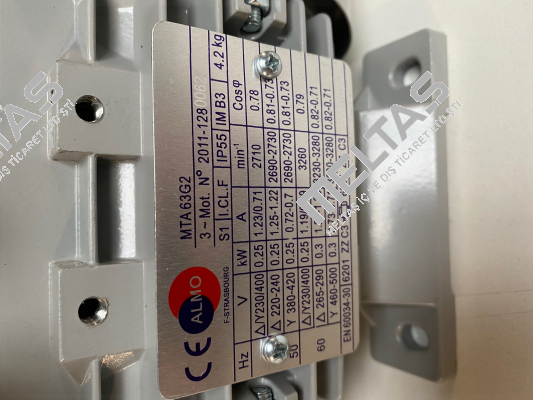 MTA 63G2
3 ~ Mot. N° 2011-128 0062
S1 I.CL.F IP55 IM B3 4.2 kg
Hz V kW A min-1 Cosφ
△/Y230/400 0.25 1.23/0.71 2710 0.78
50 △ 220-240 0.25 1.25-1.22 2690-2730 0.81-0.73
Y 380-420 0.25 0.72-0.7 2690-2730 0.81-0.73
△/Y230/400 0.25 3260 0.79
60 △ 265-290 0.3 3230-3280 0.82-0.71
Y 460-500 0.3 3280 0.82-0.71
EN 60034-30 6201 ZZ C3 C3
CE ALMO
F-STRASBOURG
MELTAS